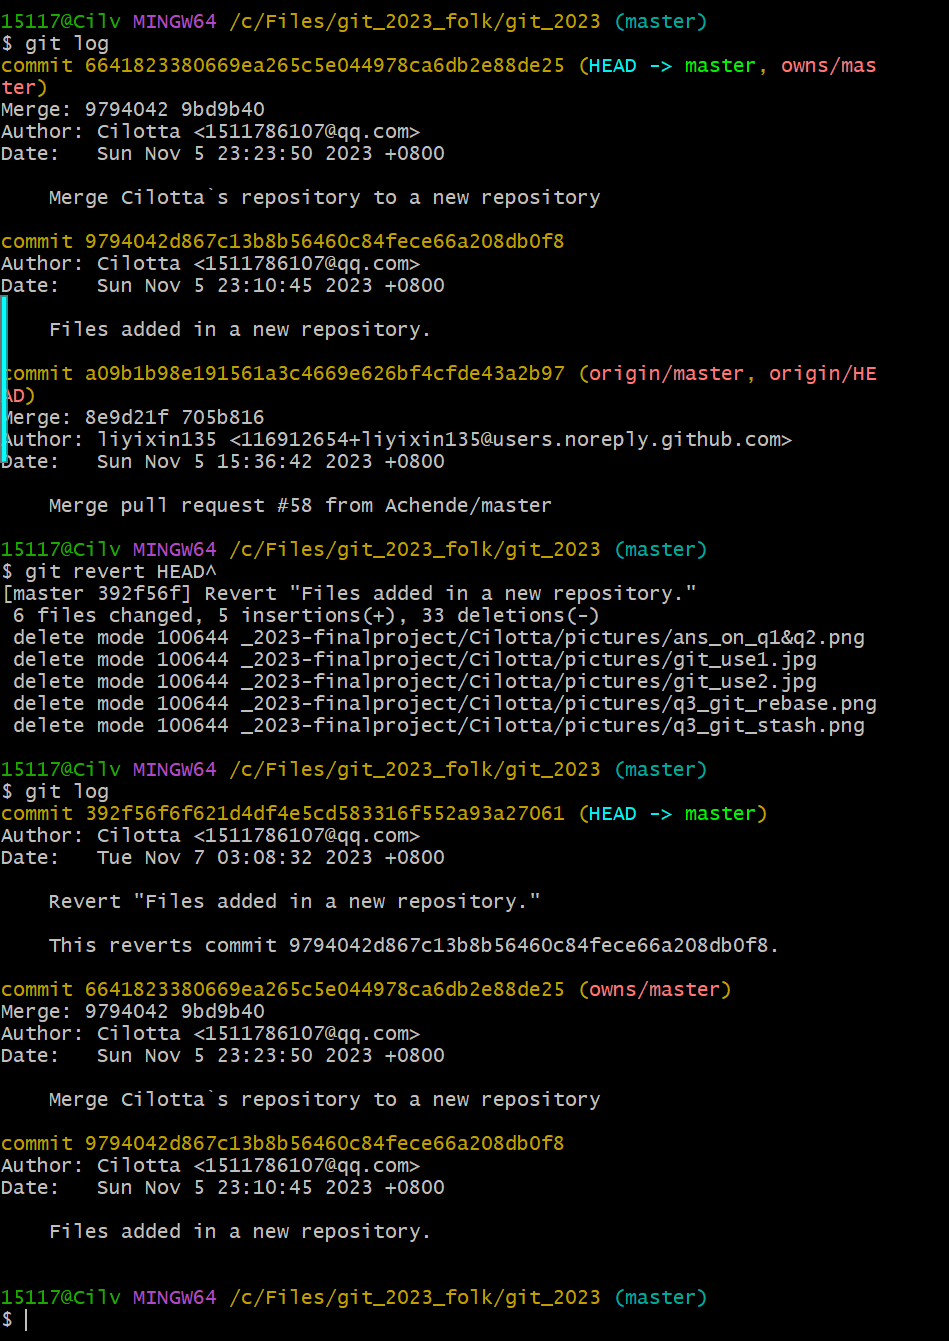 15117@Cilv MINGW64 /c/Files/git_2023_folk/git_2023 (master)
$ git log
commit 6641823380669ea265c5e044978ca6db2e88de25 (HEAD -> master, owns/mas
ter)
Merge: 9794042 9bd9b40
Author: Cilotta <1511786107@qq.com>
Date:   Sun Nov 5 23:23:50 2023 +0800
    Merge Cilotta`s repository to a new repository
commit 9794042d867c13b8b56460c84fece66a208db0f8
Author: Cilotta <1511786107@qq.com>
Date:   Sun Nov 5 23:10:45 2023 +0800
    Files added in a new repository.
commit a09b1b98e191561a3c4669e626bf4cfde43a2b97 (origin/master, origin/HE
AD)
Merge: 8e9d21f 705b816
Author: liyixin135 <116912654+liyixin135@users.noreply.github.com>
Date:   Sun Nov 5 15:36:42 2023 +0800
    Merge pull request #58 from Achende/master
15117@Cilv MINGW64 /c/Files/git_2023_folk/git_2023 (master)
$ git revert HEAD^
[master 392f56f] Revert "Files added in a new repository."
 6 files changed, 5 insertions(+), 33 deletions(-)
 delete mode 100644 _2023-finalproject/Cilotta/pictures/ans_on_q1&q2.png
 delete mode 100644 _2023-finalproject/Cilotta/pictures/git_use1.jpg
 delete mode 100644 _2023-finalproject/Cilotta/pictures/git_use2.jpg
 delete mode 100644 _2023-finalproject/Cilotta/pictures/q3_git_rebase.png
 delete mode 100644 _2023-finalproject/Cilotta/pictures/q3_git_stash.png
15117@Cilv MINGW64 /c/Files/git_2023_folk/git_2023 (master)
$ git log
commit 392f56f6f621d4df4e5cd583316f552a93a27061 (HEAD -> master)
Author: Cilotta <1511786107@qq.com>
Date:   Tue Nov 7 03:08:32 2023 +0800
    Revert "Files added in a new repository."
    This reverts commit 9794042d867c13b8b56460c84fece66a208db0f8.
commit 6641823380669ea265c5e044978ca6db2e88de25 (owns/master)
Merge: 9794042 9bd9b40
Author: Cilotta <1511786107@qq.com>
Date:   Sun Nov 5 23:23:50 2023 +0800
    Merge Cilotta`s repository to a new repository
commit 9794042d867c13b8b56460c84fece66a208db0f8
Author: Cilotta <1511786107@qq.com>
Date:   Sun Nov 5 23:10:45 2023 +0800
    Files added in a new repository.
15117@Cilv MINGW64 /c/Files/git_2023_folk/git_2023 (master)
$